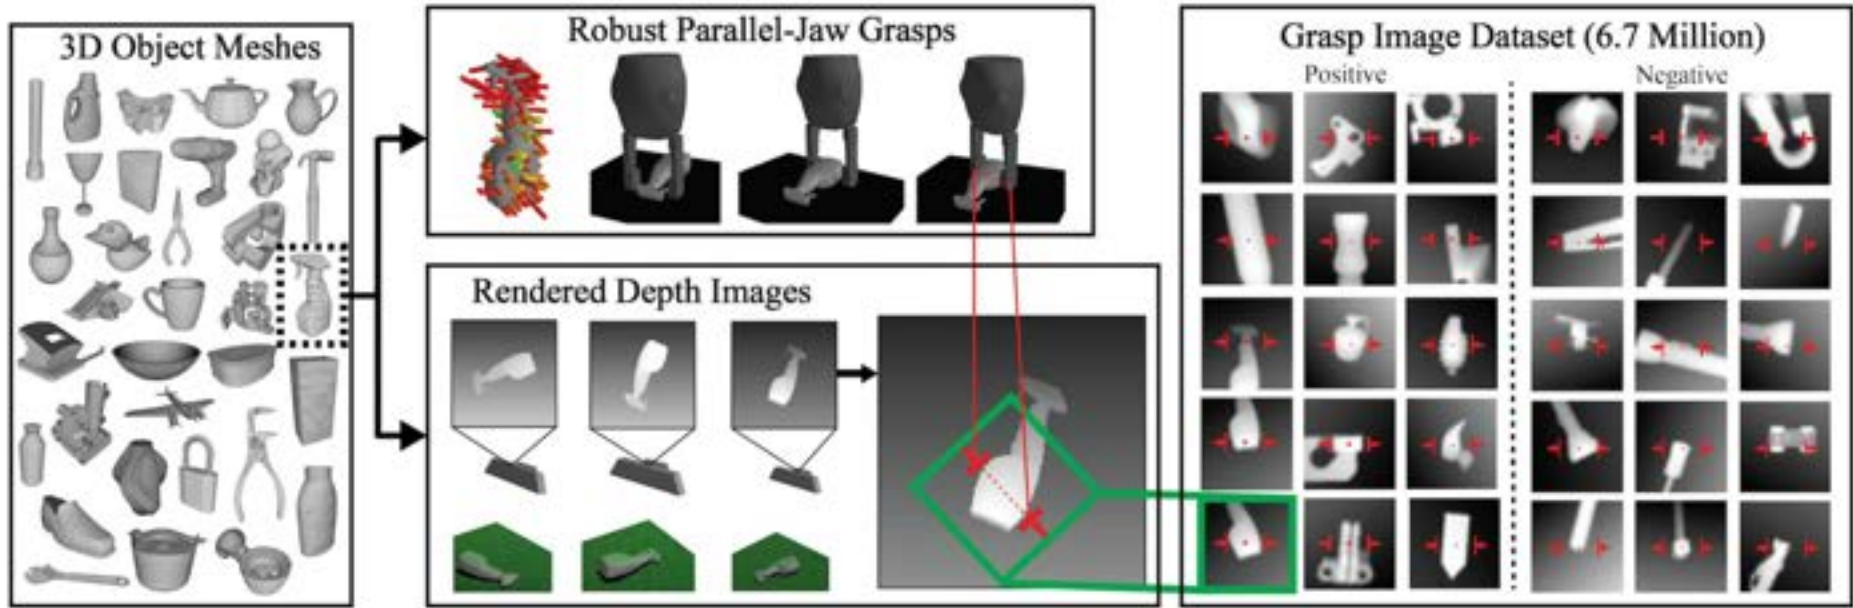 3D Object Meshes
Robust Parallel-Jaw Grasps
Rendered Depth Images
Grasp Image Dataset (6.7 Million)
Positive
Negative